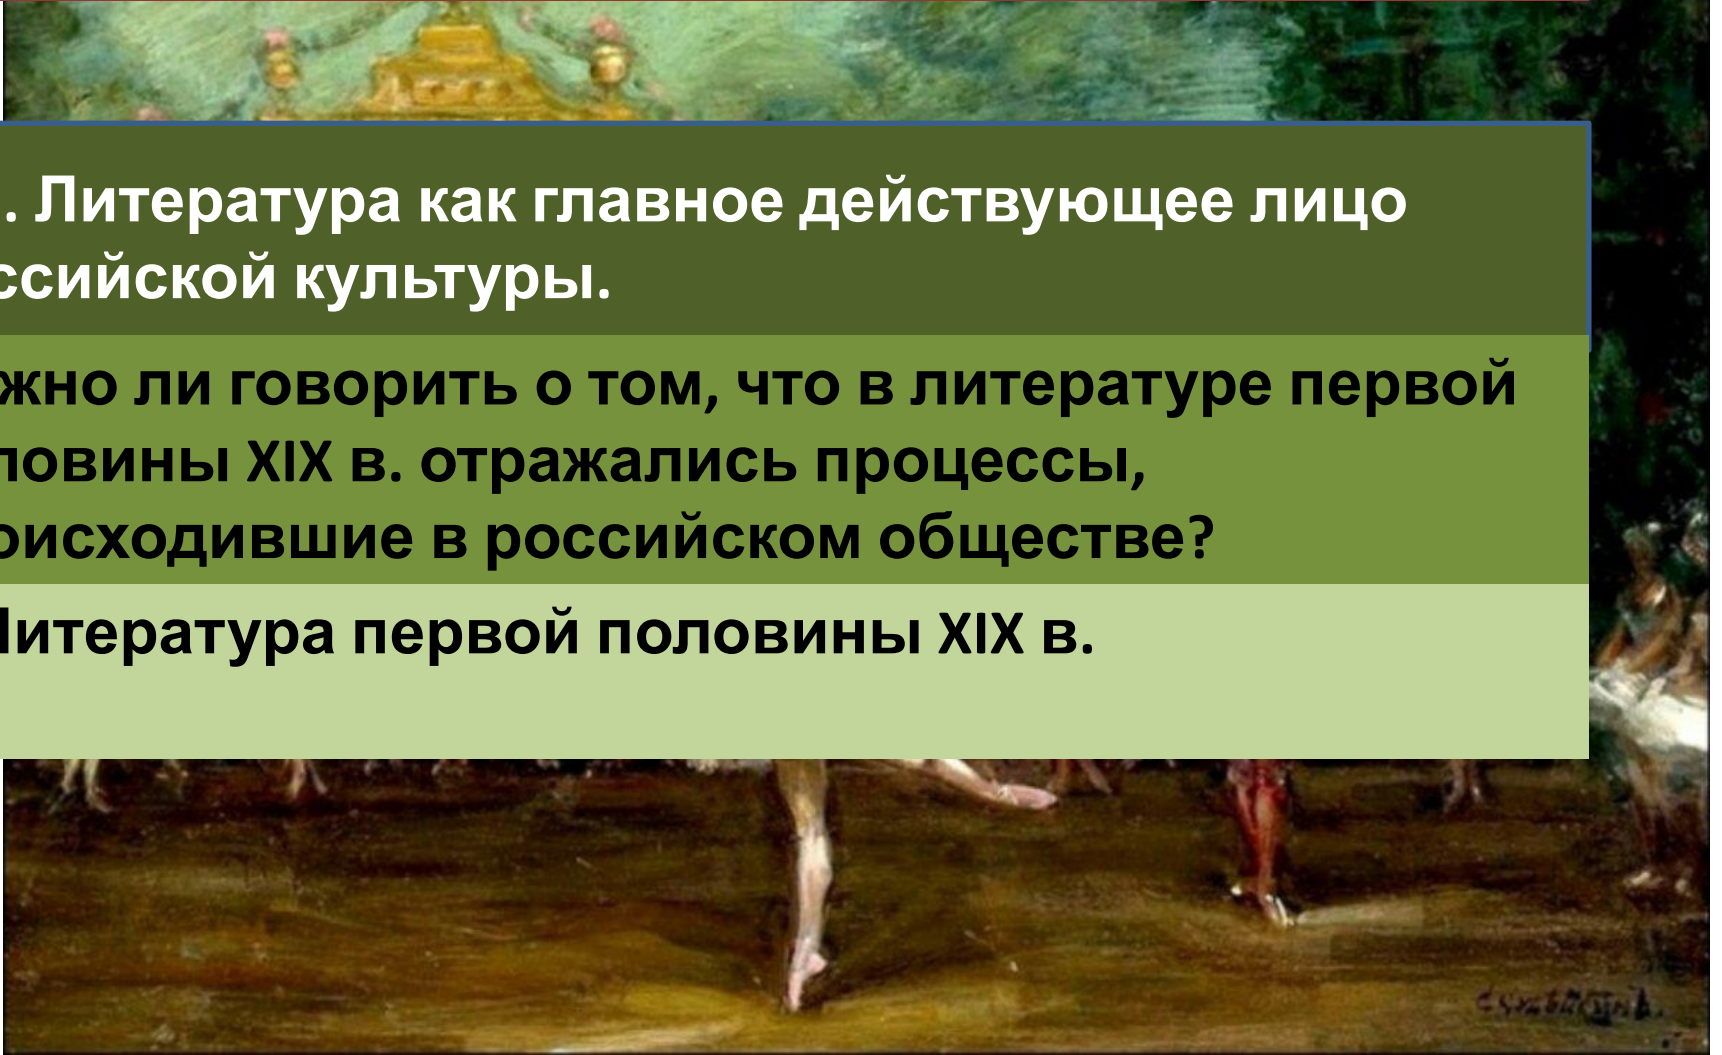 . Литература как главное действующее лицо
ссийской культуры.
жно ли говорить о том, что в литературе первой
ловины XIX в. отражались процессы,
оисходившие в российском обществе?
Литература первой половины XIX в.